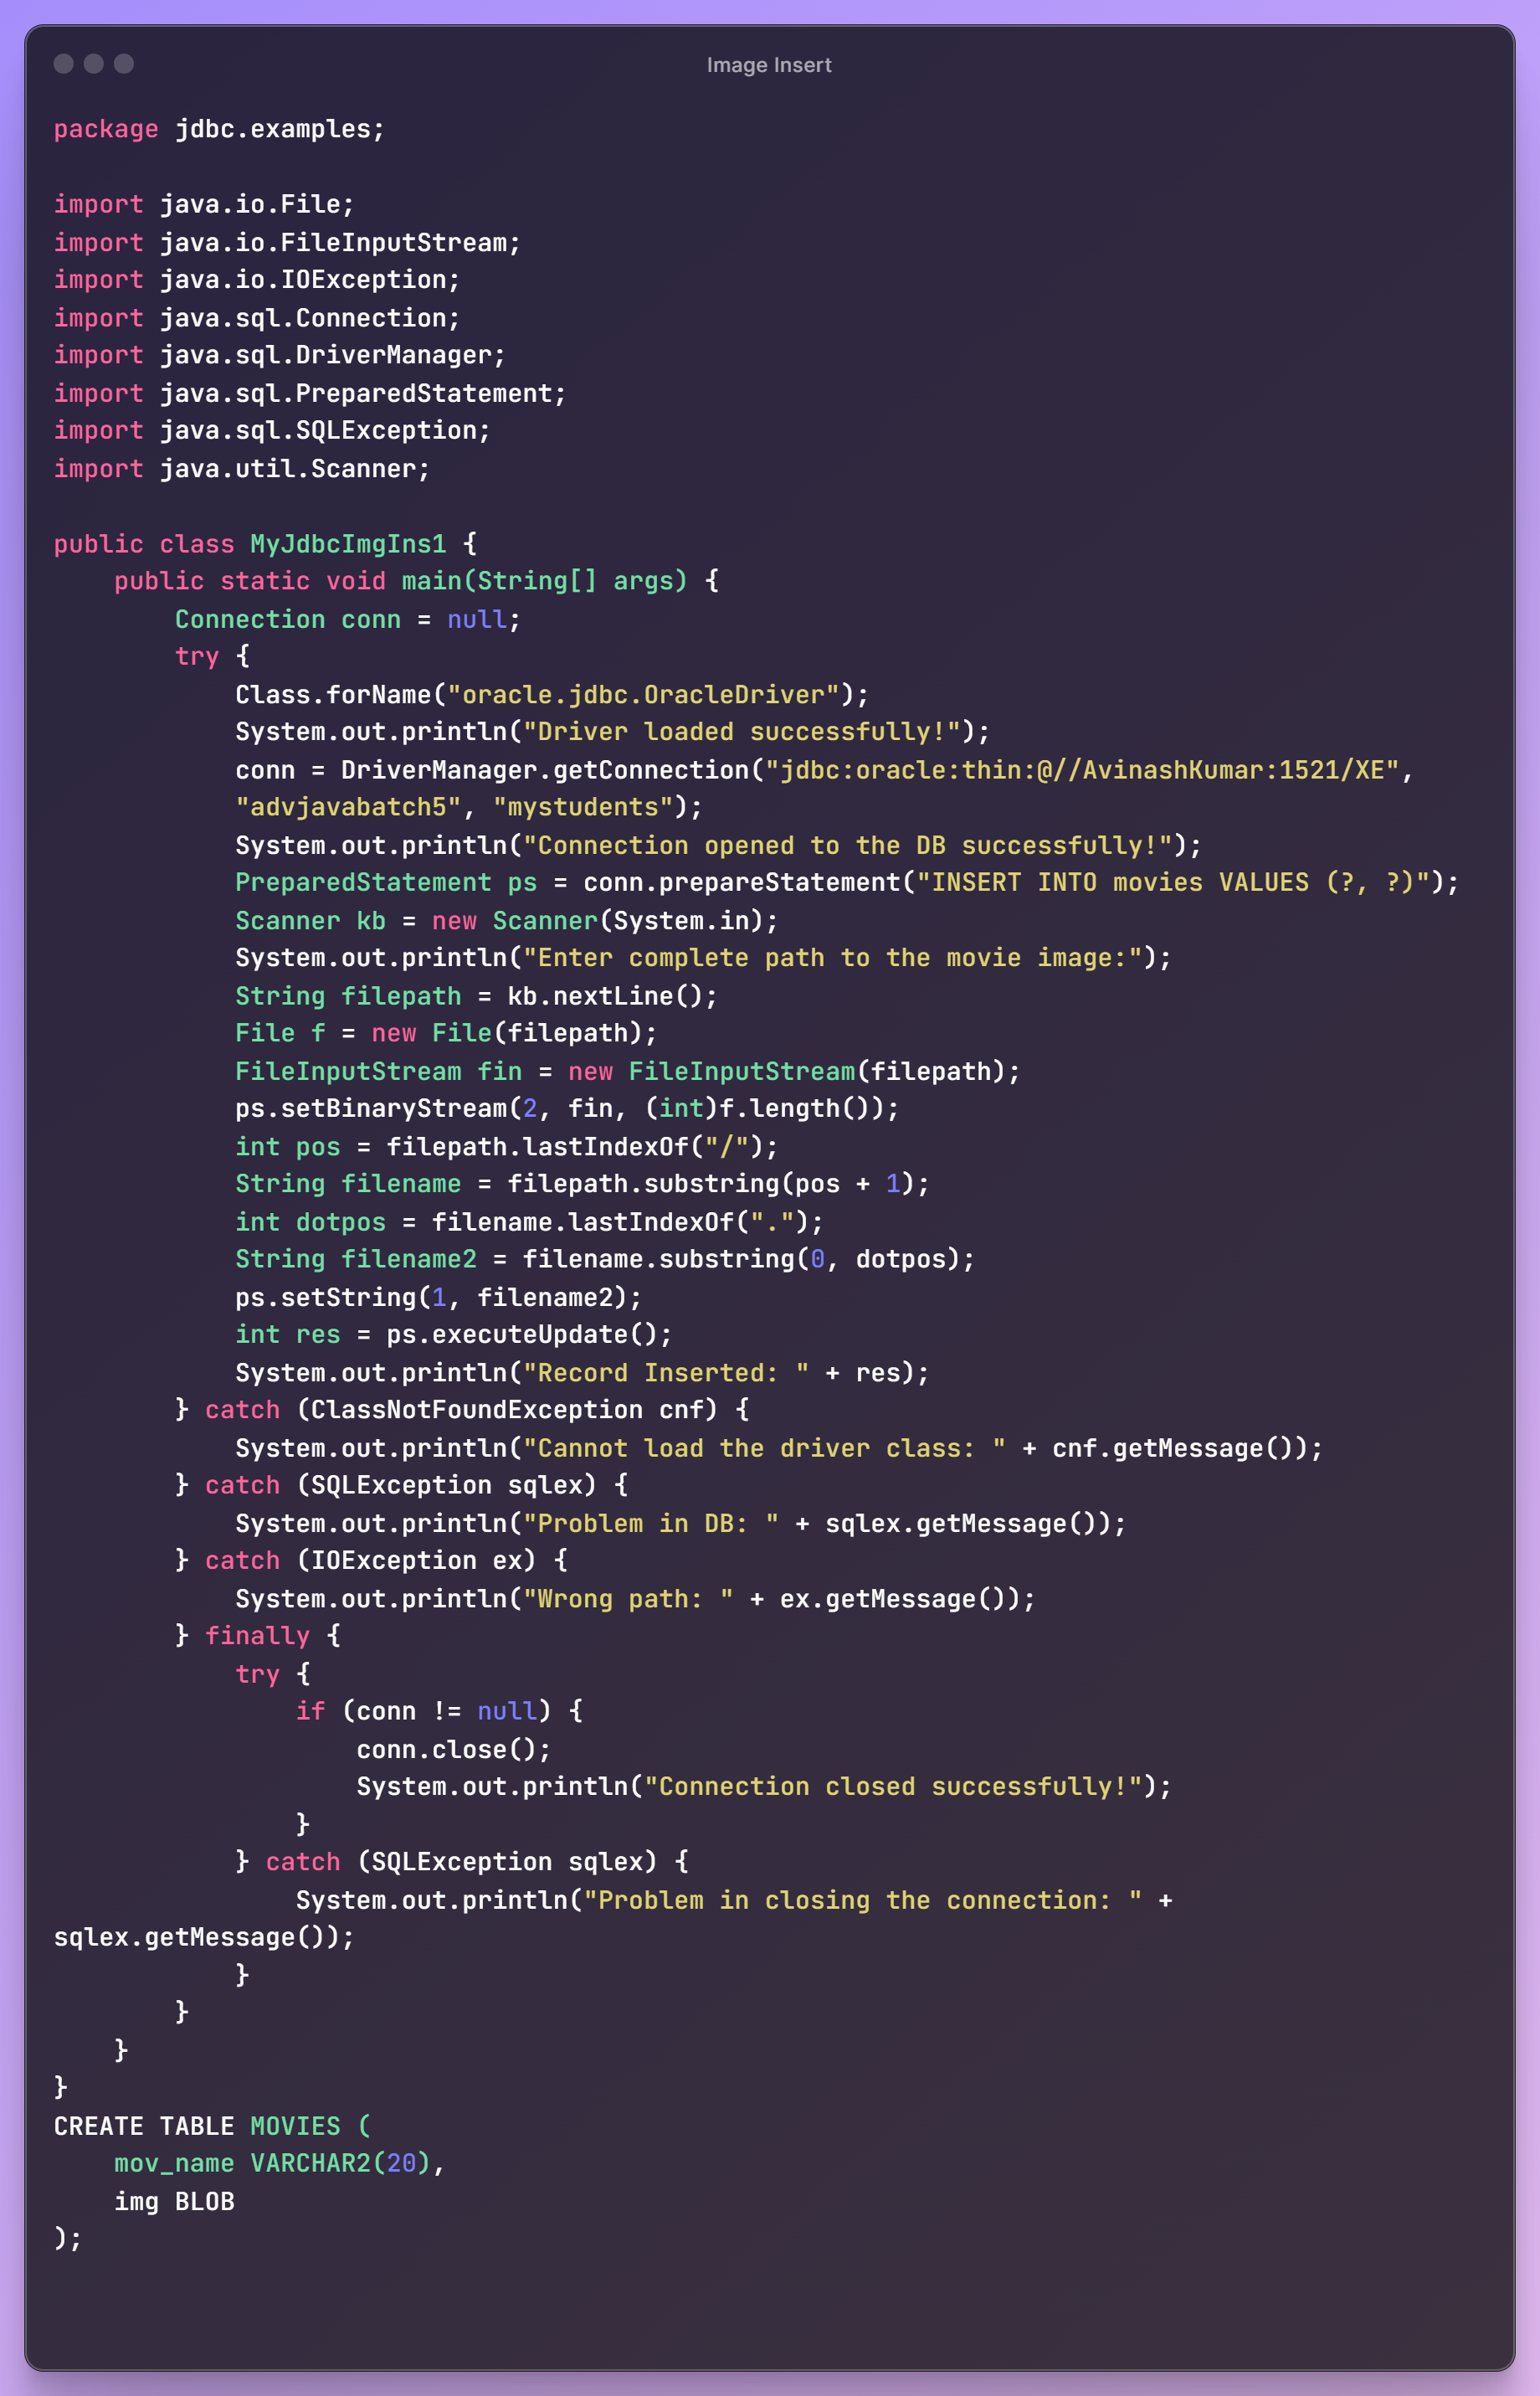 Image Insert
package jdbc.examples;
import java.io.File;
import java.io.FileInputStream;
import java.io.IOException;
import java.sql.Connection;
import java.sql.DriverManager;
import java.sql.PreparedStatement;
import java.sql.SQLException;
import java.util.Scanner;
public class MyJdbcImgIns1 {
    public static void main(String[] args) {
        Connection conn = null;
        try {
            Class.forName("oracle.jdbc.OracleDriver");
            System.out.println("Driver loaded successfully!");
            conn = DriverManager.getConnection("jdbc:oracle:thin:@//AvinashKumar:1521/XE",
            "advjavabatch5", "mystudents");
            System.out.println("Connection opened to the DB successfully!");
            PreparedStatement ps = conn.prepareStatement("INSERT INTO movies VALUES (?, ?)");
            Scanner kb = new Scanner(System.in);
            System.out.println("Enter complete path to the movie image:");
            String filepath = kb.nextLine();
            File f = new File(filepath);
            FileInputStream fin = new FileInputStream(filepath);
            ps.setBinaryStream(2, fin, (int)f.length());
            int pos = filepath.lastIndexOf("/");
            String filename = filepath.substring(pos + 1);
            int dotpos = filename.lastIndexOf(".");
            String filename2 = filename.substring(0, dotpos);
            ps.setString(1, filename2);
            int res = ps.executeUpdate();
            System.out.println("Record Inserted: " + res);
        } catch (ClassNotFoundException cnf) {
            System.out.println("Cannot load the driver class: " + cnf.getMessage());
        } catch (SQLException sqlex) {
            System.out.println("Problem in DB: " + sqlex.getMessage());
        } catch (IOException ex) {
            System.out.println("Wrong path: " + ex.getMessage());
        } finally {
            try {
                if (conn != null) {
                    conn.close();
                    System.out.println("Connection closed successfully!");
                }
            } catch (SQLException sqlex) {
                System.out.println("Problem in closing the connection: " +
sqlex.getMessage());
            }
        }
    }
}
CREATE TABLE MOVIES (
    mov_name VARCHAR2(20),
    img BLOB
);